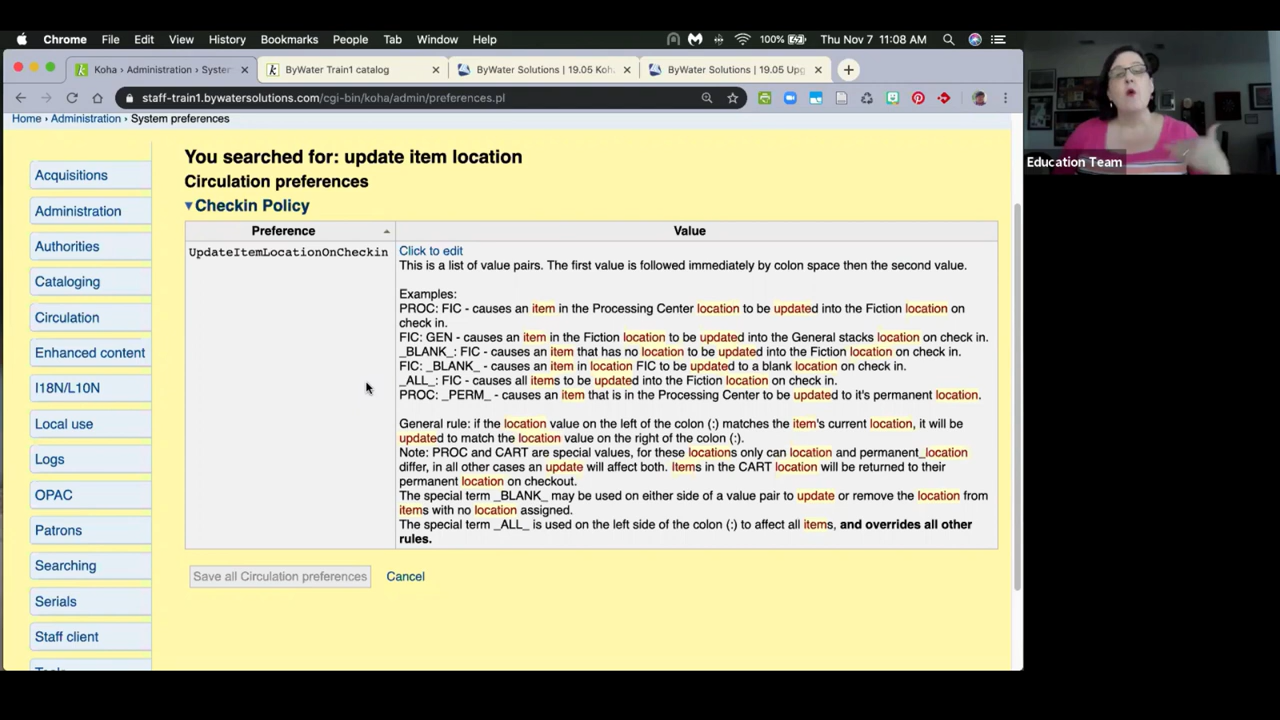 Chrome File Edit View History Bookmarks People Tab Window Help 100% Thu Nov 7 11:08 AM
Koha › Administration › System
ByWater Train1 catalog
ByWater Solutions | 19.05 Koh
ByWater Solutions | 19.05 Upg
staff-train1.bywatersolutions.com/cgi-bin/koha/admin/preferences.pl
Home › Administration › System preferences
Education Team
Acquisitions
Administration
Authorities
Cataloging
Circulation
Enhanced content
I18N/L10N
Local use
Logs
OPAC
Patrons
Searching
Serials
Staff client
Tools
You searched for: update item location
Circulation preferences
Checkin Policy
Preference Value
UpdateItemLocationOnCheckin
Click to edit
This is a list of value pairs. The first value is followed immediately by colon space then the second value.
Examples:
PROC: FIC - causes an item in the Processing Center location to be updated into the Fiction location on
check in.
FIC: GEN - causes an item in the Fiction location to be updated into the General stacks location on check in.
_BLANK_: FIC - causes an item that has no location to be updated into the Fiction location on check in.
FIC: _BLANK_ - causes an item in location FIC to be updated to a blank location on check in.
_ALL_: FIC - causes all items to be updated into the Fiction location on check in.
PROC: _PERM_ - causes an item that is in the Processing Center to be updated to it's permanent location.
General rule: if the location value on the left of the colon (:) matches the item's current location, it will be
updated to match the location value on the right of the colon (:).
Note: PROC and CART are special values, for these locations only can location and permanent_location
differ, in all other cases an update will affect both. Items in the CART location will be returned to their
permanent location on checkout.
The special term _BLANK_ may be used on either side of a value pair to update or remove the location from
items with no location assigned.
The special term _ALL_ is used on the left side of the colon (:) to affect all items, and overrides all other
rules.
Save all Circulation preferences Cancel